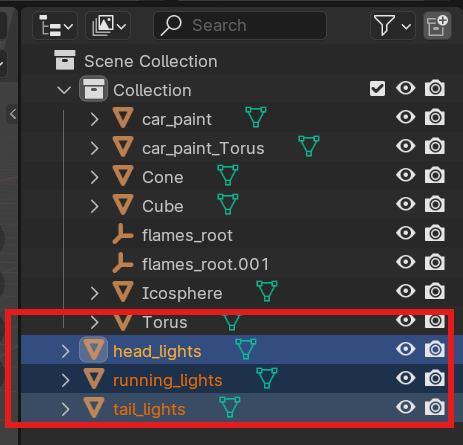 Search
Scene Collection
Collection
car_paint
car_paint_Torus
Cone
Cube
flames_root
flames_root.001
Icosphere
Torus
head_lights
running_lights
tail_lights